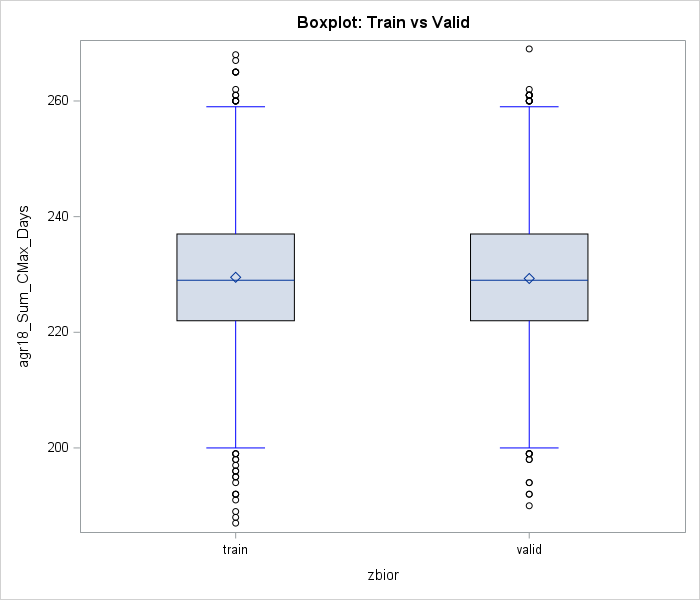 Boxplot: Train vs Valid
260
240
220
200
agr18_Sum_CMax_Days
train
valid
zbior